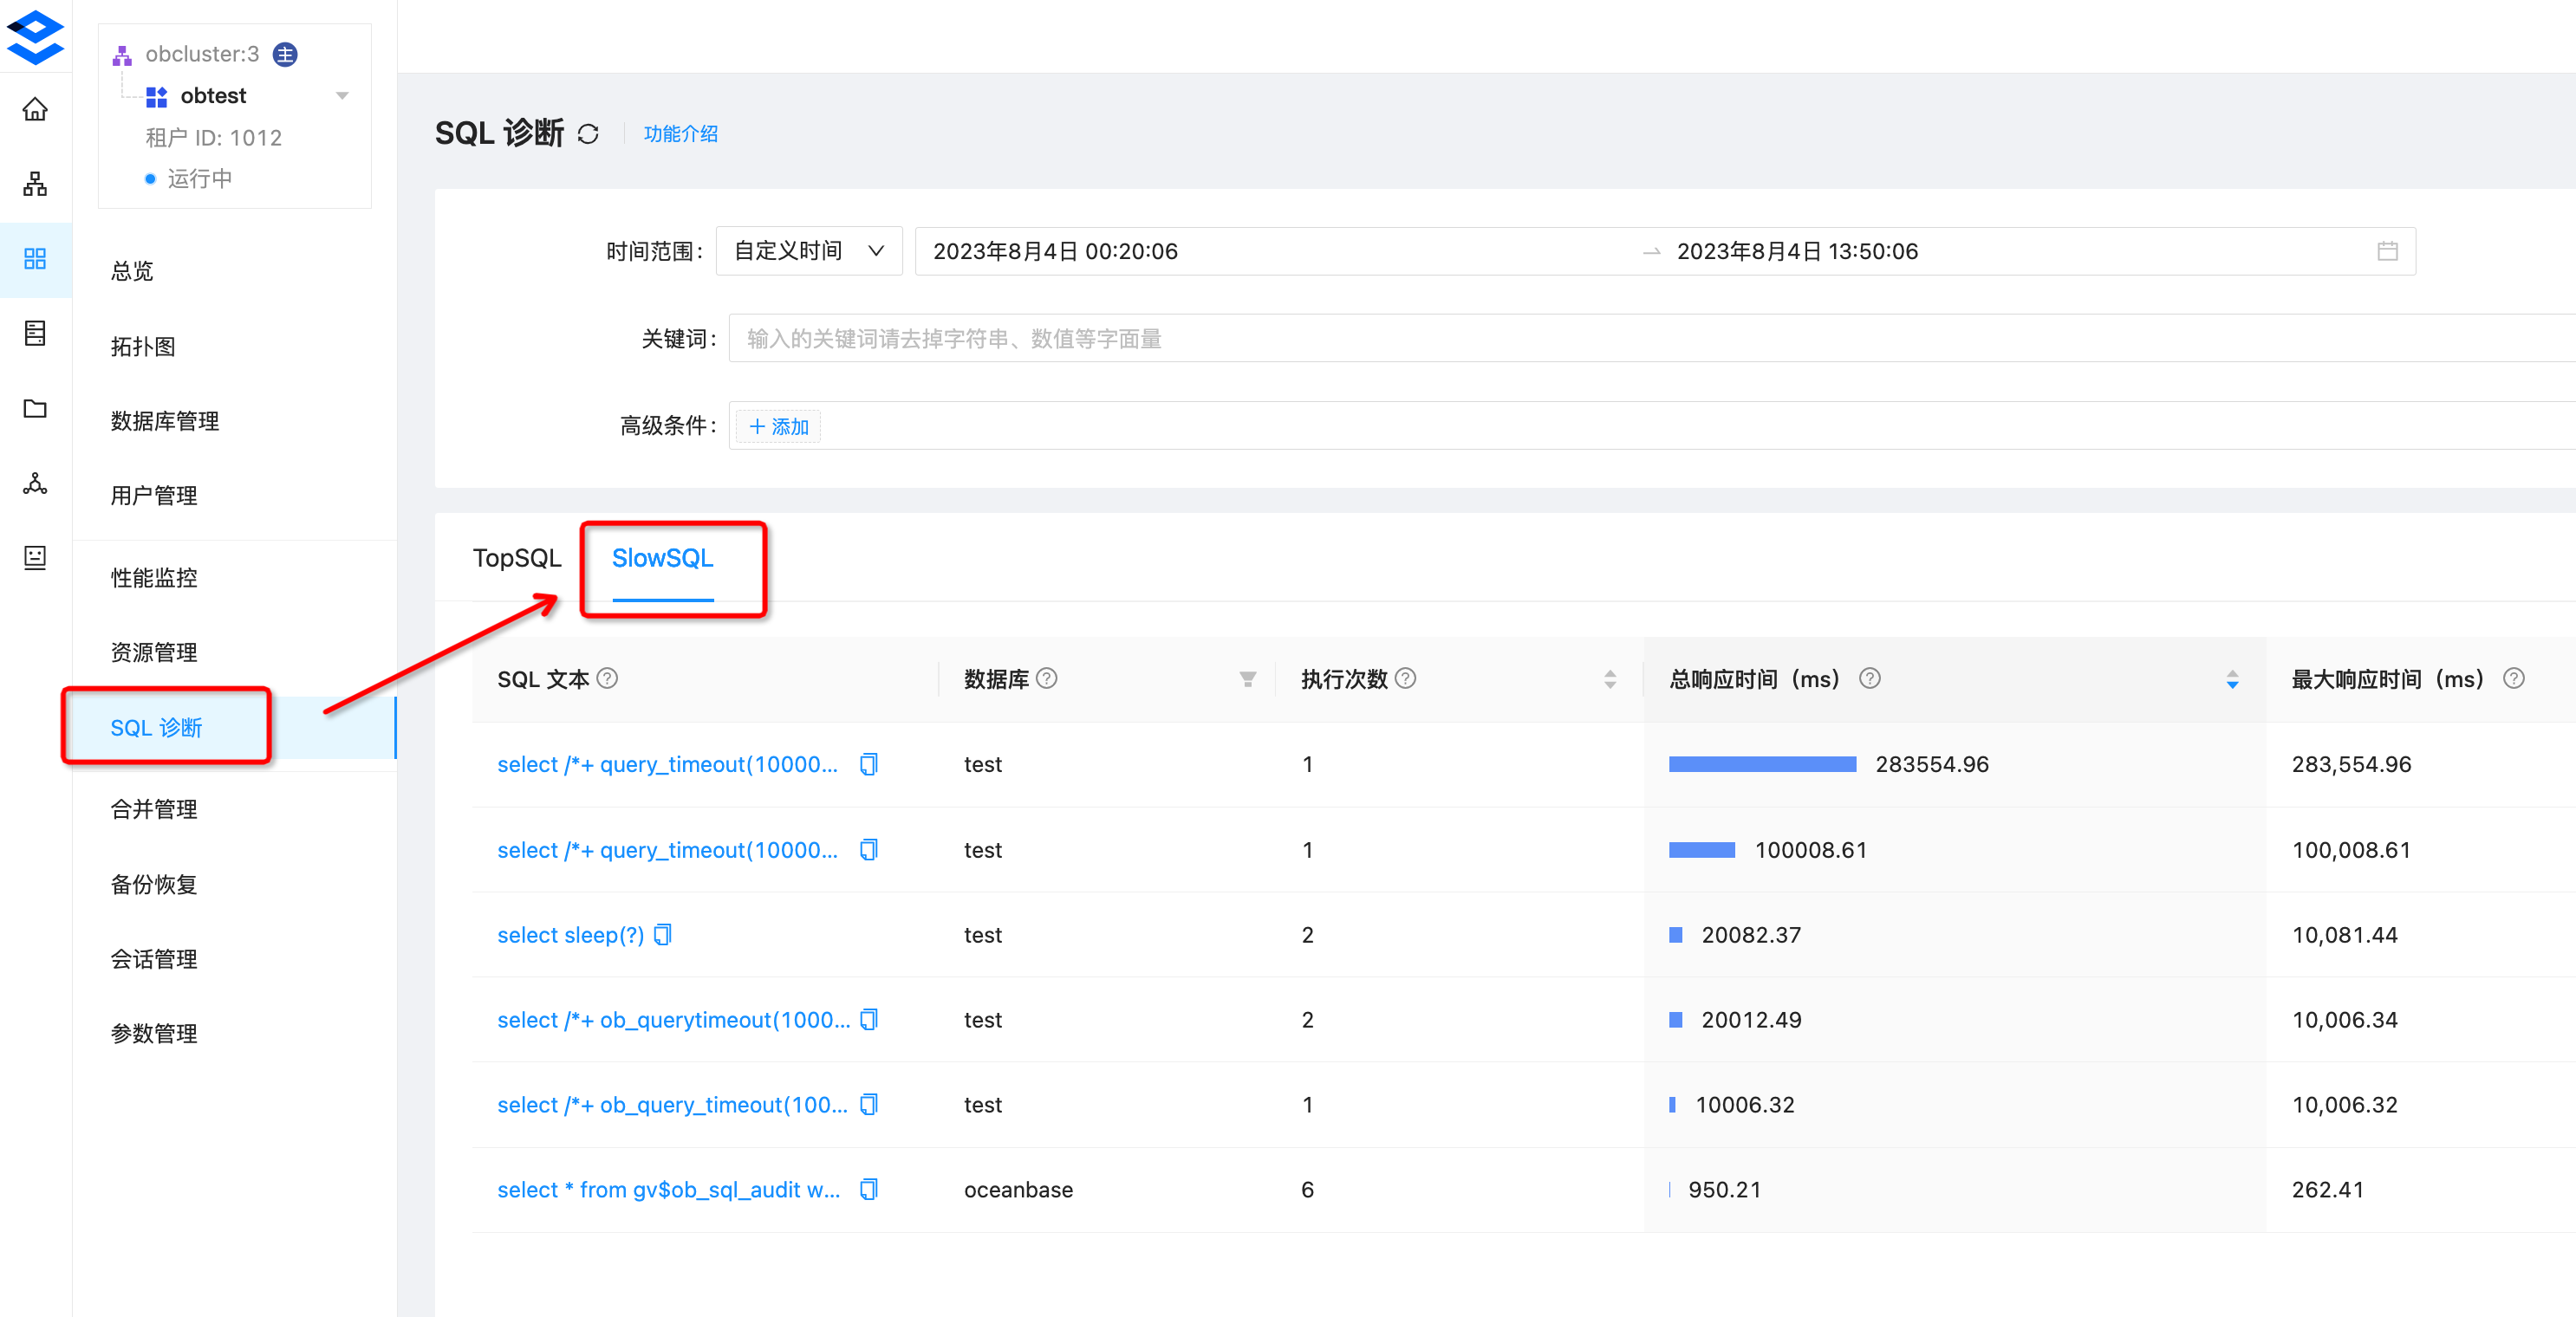 obcluster:3 主
obtest
租户 ID: 1012
运行中
总览
拓扑图
数据库管理
用户管理
性能监控
资源管理
SQL 诊断
合并管理
备份恢复
会话管理
参数管理
SQL 诊断 功能介绍
时间范围: 自定义时间 2023年8月4日 00:20:06 → 2023年8月4日 13:50:06
关键词: 输入的关键词请去掉字符串、数值等字面量
高级条件: + 添加
TopSQL SlowSQL
SQL 文本 数据库 执行次数 总响应时间（ms） 最大响应时间（ms）
select /*+ query_timeout(10000... test 1 283554.96 283,554.96
select /*+ query_timeout(10000... test 1 100008.61 100,008.61
select sleep(?) test 2 20082.37 10,081.44
select /*+ ob_querytimeout(1000... test 2 20012.49 10,006.34
select /*+ ob_query_timeout(100... test 1 10006.32 10,006.32
select * from gv$ob_sql_audit w... oceanbase 6 950.21 262.41